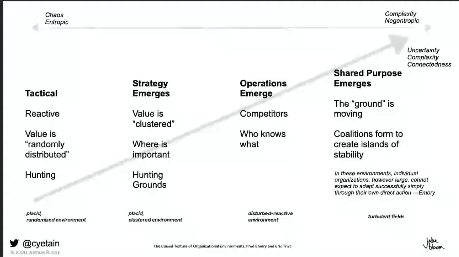 Chaos
Entropic
Complexity
Negentropic
Uncertainty
Complexity
Connectedness
Tactical
Reactive
Value is
“randomly
distributed”
Hunting
placid,
randomized environment
Strategy
Emerges
Value is
“clustered”
Where is
important
Hunting
Grounds
placid,
clustered environment
Operations
Emerge
Competitors
Who knows
what
disturbed-reactive
environment
Shared Purpose
Emerges
The “ground” is
moving
Coalitions form to
create islands of
stability
In these environments, individual
organizations, however large, cannot
expect to adapt successfully simply
through their own direct action – Emery
turbulent fields
@cyetain
The Causal Texture of Organizational Environments, Fred Emery and Eric Trist